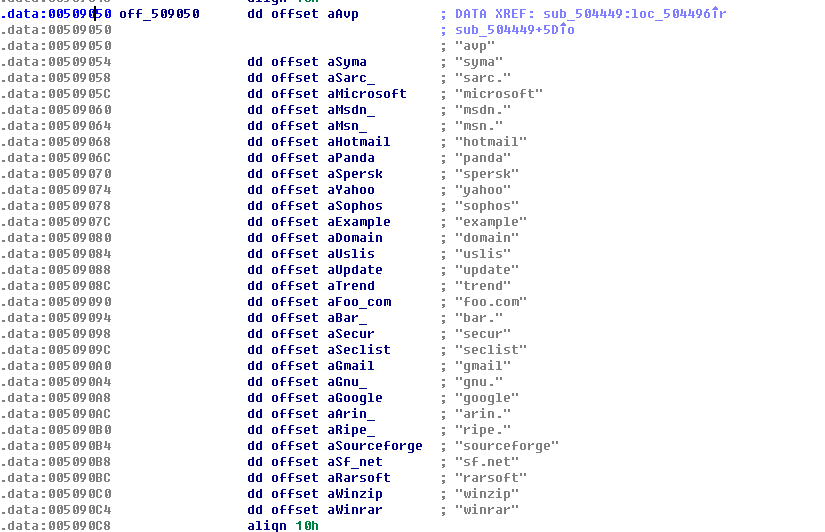 align 10h
.data:00509050 off_509050 dd offset aAvp ; DATA XREF: sub_504449:loc_504496↑r
.data:00509050 ; sub_504449+5D↑o
.data:00509050 ; "avp"
.data:00509054 dd offset aSyma ; "syma"
.data:00509058 dd offset aSarc_ ; "sarc."
.data:0050905C dd offset aMicrosoft ; "microsoft"
.data:00509060 dd offset aMsdn_ ; "msdn."
.data:00509064 dd offset aMsn_ ; "msn."
.data:00509068 dd offset aHotmail ; "hotmail"
.data:0050906C dd offset aPanda ; "panda"
.data:00509070 dd offset aSpersk ; "spersk"
.data:00509074 dd offset aYahoo ; "yahoo"
.data:00509078 dd offset aSophos ; "sophos"
.data:0050907C dd offset aExample ; "example"
.data:00509080 dd offset aDomain ; "domain"
.data:00509084 dd offset aUslis ; "uslis"
.data:00509088 dd offset aUpdate ; "update"
.data:0050908C dd offset aTrend ; "trend"
.data:00509090 dd offset aFoo_com ; "foo.com"
.data:00509094 dd offset aBar_ ; "bar."
.data:00509098 dd offset aSecur ; "secur"
.data:0050909C dd offset aSeclist ; "seclist"
.data:005090A0 dd offset aGmail ; "gmail"
.data:005090A4 dd offset aGnu_ ; "gnu."
.data:005090A8 dd offset aGoogle ; "google"
.data:005090AC dd offset aArin_ ; "arin."
.data:005090B0 dd offset aRipe_ ; "ripe."
.data:005090B4 dd offset aSourceforge ; "sourceforge"
.data:005090B8 dd offset aSf_net ; "sf.net"
.data:005090BC dd offset aRarsoft ; "rarsoft"
.data:005090C0 dd offset aWinzip ; "winzip"
.data:005090C4 dd offset aWinrar ; "winrar"
.data:005090C8 align 10h